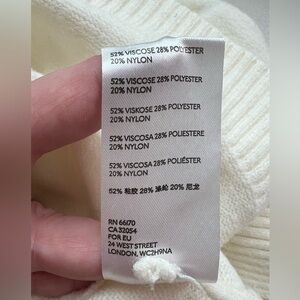 52% VISCOSE 28% POLYESTER
20% NYLON
52% VISCOSE 28% POLYESTER
20% NYLON
52% VISKOSE 28% POLYESTER
20% NYLON
52% VISCOSA 28% POLIESTERE
20% NYLON
52% VISCOSA 28% POLIÉSTER
20% NYLON
52% 粘胶 28% 涤纶 20% 尼龙
RN 66170
CA32054
FOR EU
24 WEST STREET
LONDON, WC2H9NA